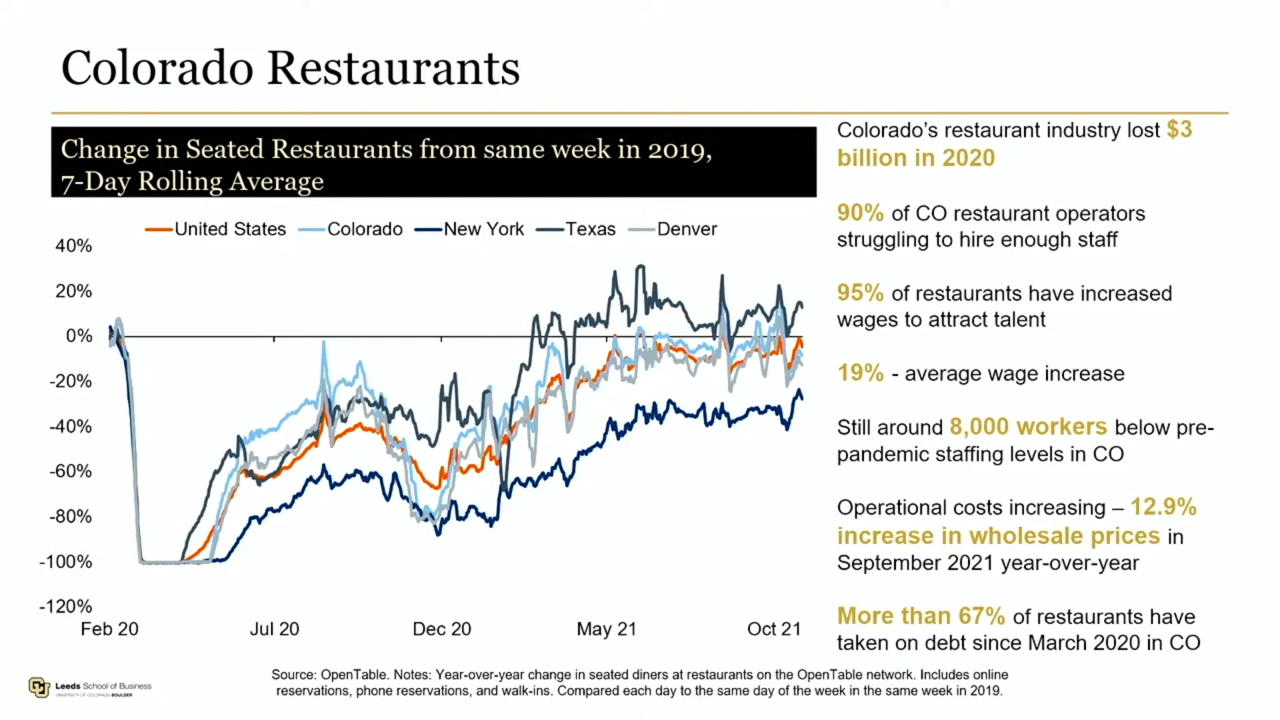 Colorado Restaurants
Change in Seated Restaurants from same week in 2019,
7-Day Rolling Average
United States
Colorado
New York
Texas
Denver
40%
20%
0%
-20%
-40%
-60%
-80%
-100%
-120%
Feb 20
Jul 20
Dec 20
May 21
Oct 21
Colorado’s restaurant industry lost $3
billion in 2020
90% of CO restaurant operators
struggling to hire enough staff
95% of restaurants have increased
wages to attract talent
19% - average wage increase
Still around 8,000 workers below pre-
pandemic staffing levels in CO
Operational costs increasing – 12.9%
increase in wholesale prices in
September 2021 year-over-year
More than 67% of restaurants have
taken on debt since March 2020 in CO
Leeds School of Business
UNIVERSITY OF COLORADO BOULDER
Source: OpenTable. Notes: Year-over-year change in seated diners at restaurants on the OpenTable network. Includes online
reservations, phone reservations, and walk-ins. Compared each day to the same day of the week in the same week in 2019.